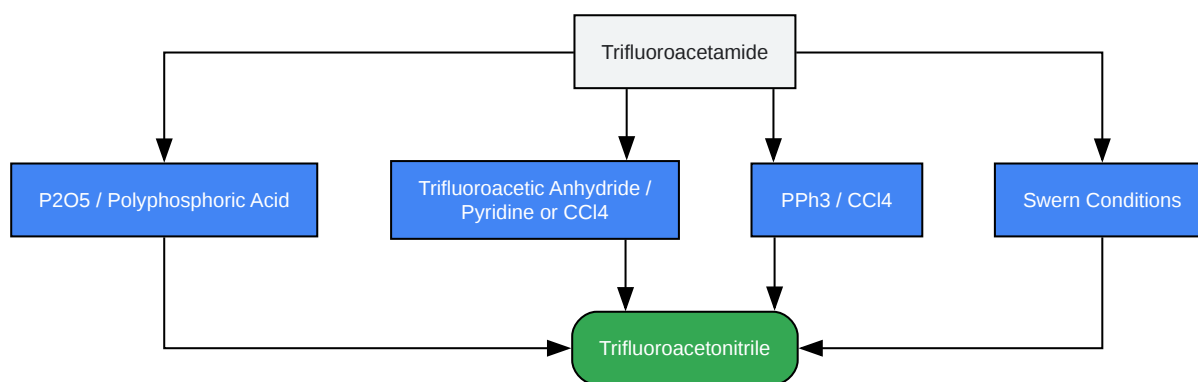 Trifluoroacetamide
P2O5 / Polyphosphoric Acid
Trifluoroacetic Anhydride /
Pyridine or CCl4
PPh3 / CCl4
Swern Conditions
Trifluoroacetonitrile